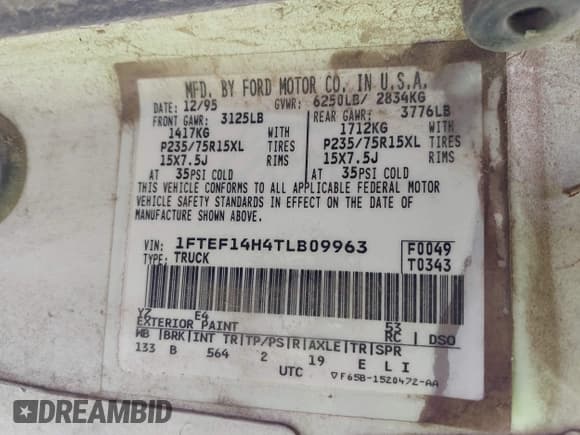 MFD. BY FORD MOTOR CO. IN U.S.A.
DATE: 12/95 GVWR: 6250LB/ 2834KG
FRONT GAWR: 3125LB REAR GAWR: 3776LB
1417KG WITH 1712KG WITH
P235/75R15XL TIRES P235/75R15XL TIRES
15X7.5J RIMS 15X7.5J RIMS
AT 35PSI COLD AT 35PSI COLD
THIS VEHICLE CONFORMS TO ALL APPLICABLE FEDERAL MOTOR
VEHICLE SAFETY STANDARDS IN EFFECT ON THE DATE OF
MANUFACTURE SHOWN ABOVE.
VIN: 1FTEF14H4TLB09963 F0049
TYPE: TRUCK T0343
YZ E4 53
EXTERIOR PAINT RC DSO
WB BRK INT TR TP/PS R AXLE TR SPR
133 B 564 2 19 E L I
UTC ▽F65B-1520472-AA
DREAMBID